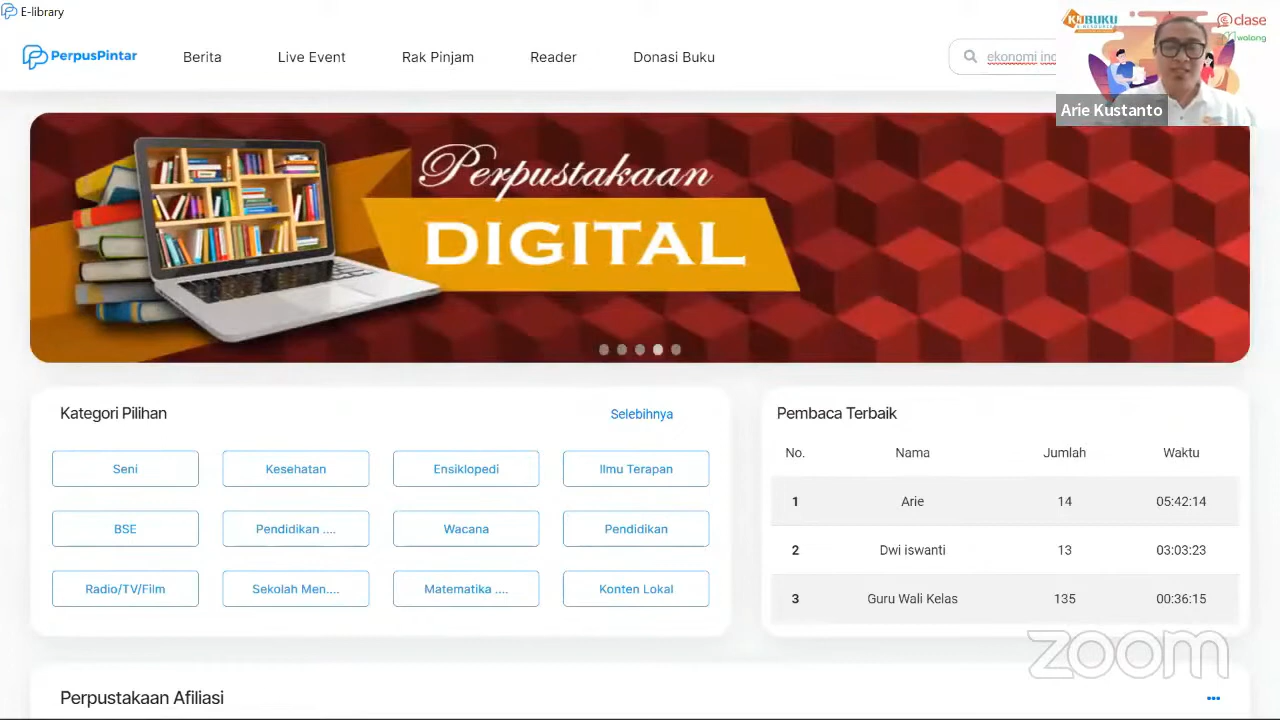 E-library
PerpusPintar
Berita
Live Event
Rak Pinjam
Reader
Donasi Buku
ekonomi
KUBUKU
clase
walang
Arie Kustanto
Perpustakaan
DIGITAL
Kategori Pilihan
Selebihnya
Seni
Kesehatan
Ensiklopedi
Ilmu Terapan
BSE
Pendidikan ....
Wacana
Pendidikan
Radio/TV/Film
Sekolah Men....
Matematika ....
Konten Lokal
Pembaca Terbaik
No. Nama Jumlah Waktu
1 Arie 14 05:42:14
2 Dwi iswanti 13 03:03:23
3 Guru Wali Kelas 135 00:36:15
zoom
Perpustakaan Afiliasi